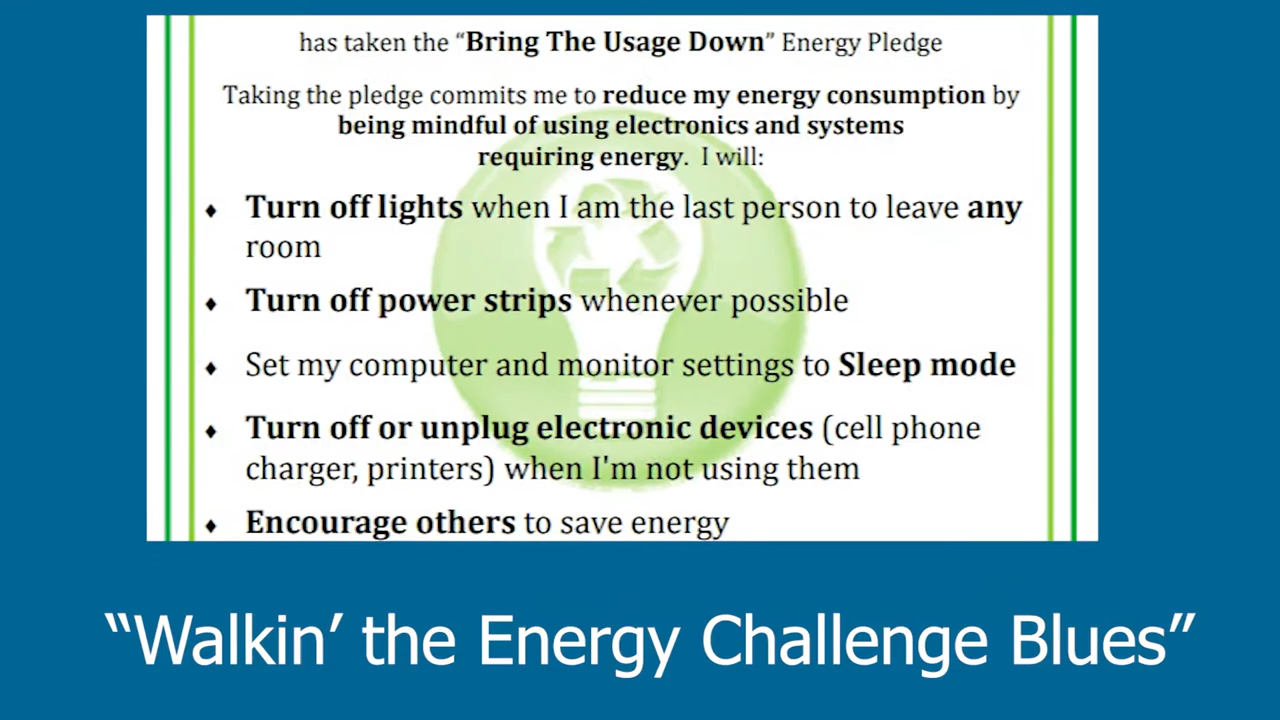 has taken the “Bring The Usage Down” Energy Pledge
Taking the pledge commits me to reduce my energy consumption by
being mindful of using electronics and systems
requiring energy.  I will:
⬧ Turn off lights when I am the last person to leave any
room
⬧ Turn off power strips whenever possible
⬧ Set my computer and monitor settings to Sleep mode
⬧ Turn off or unplug electronic devices (cell phone
charger, printers) when I'm not using them
⬧ Encourage others to save energy
“Walkin’ the Energy Challenge Blues”